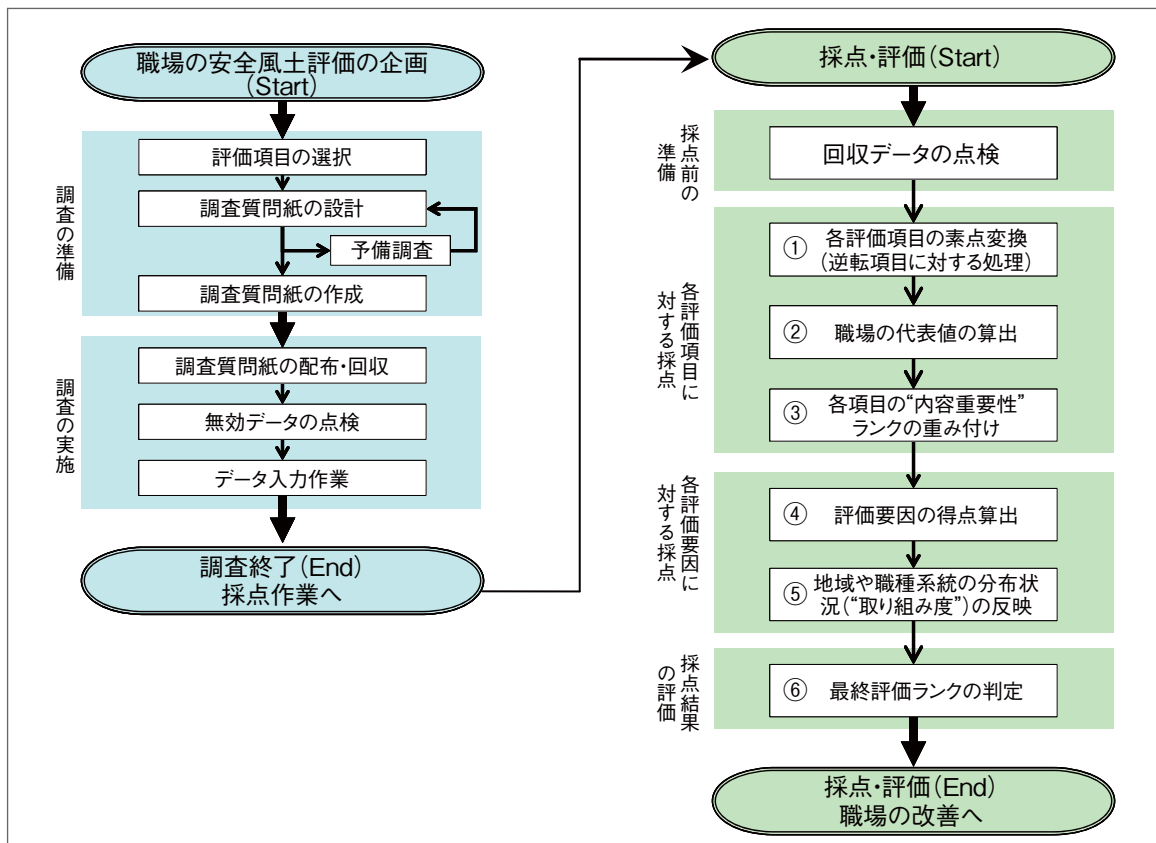 職場の安全風土評価の企画
(Start)
調査の準備
評価項目の選択
調査質問紙の設計
予備調査
調査質問紙の作成
調査の実施
調査質問紙の配布・回収
無効データの点検
データ入力作業
調査終了(End)
採点作業へ
採点・評価(Start)
採点前の
準備
回収データの点検
各評価項目に
対する採点
① 各評価項目の素点変換
(逆転項目に対する処理)
② 職場の代表値の算出
③ 各項目の“内容重要性”
ランクの重み付け
各評価要因に
対する採点
④ 評価要因の得点算出
⑤ 地域や職種系統の分布状
況(“取り組み度”)の反映
採点結果
の評価
⑥ 最終評価ランクの判定
採点・評価(End)
職場の改善へ